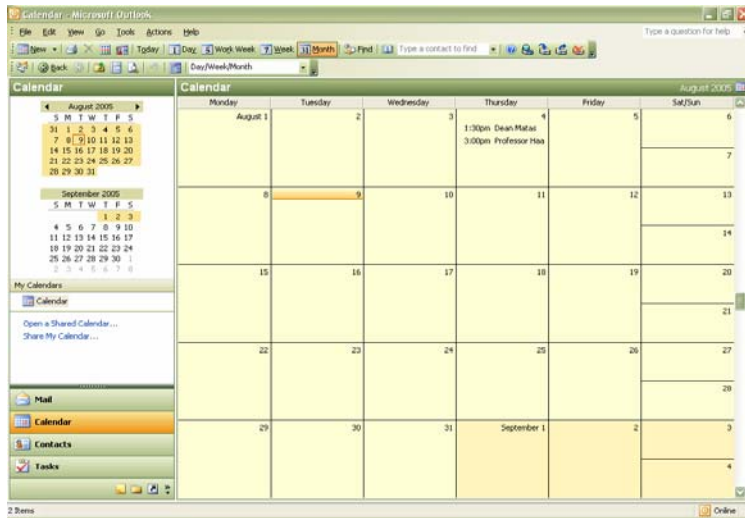 Calendar - Microsoft Outlook
File Edit View Go Tools Actions Help Type a question for help
New Today Day Work Week Week Month Find Type a contact to find
Back Day/Week/Month
Calendar
August 2005
S M T W T F S
31 1 2 3 4 5 6
7 8 9 10 11 12 13
14 15 16 17 18 19 20
21 22 23 24 25 26 27
28 29 30 31
September 2005
S M T W T F S
1 2 3
4 5 6 7 8 9 10
11 12 13 14 15 16 17
18 19 20 21 22 23 24
25 26 27 28 29 30 1
2 3 4 5 6 7 8
My Calendars
Calendar
Open a Shared Calendar...
Share My Calendar...
Mail
Calendar
Contacts
Tasks
Calendar August 2005
Monday Tuesday Wednesday Thursday Friday Sat/Sun
August 1 2 3 4 5 6
1:30pm Dean Matas
3:00pm Professor Haa
7
8 9 10 11 12 13
14
15 16 17 18 19 20
21
22 23 24 25 26 27
28
29 30 31 September 1 2 3
4
2 Items Online